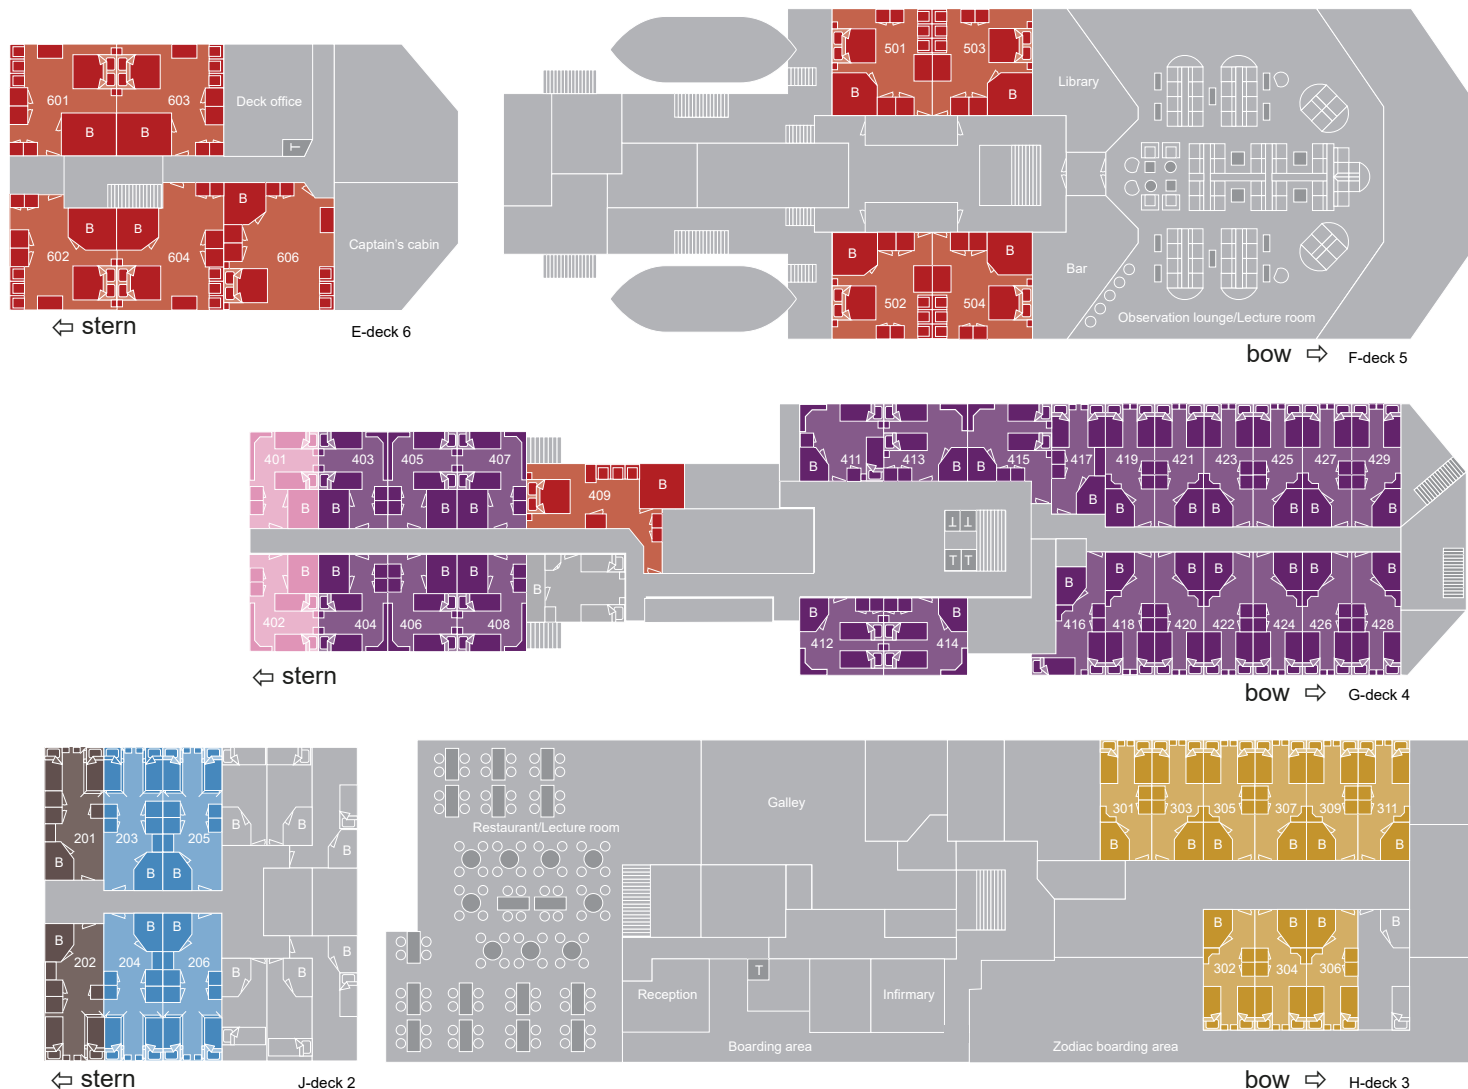 501
503
601
603
Deck office
Library
B
B
B
B
T
B
602
604
606
B
B
Captain's cabin
B
B
502
504
Bar
Observation lounge/Lecture room
stern
E-deck 6
bow
F-deck 5
401
403
405
407
409
B
411
413
415
417
419
421
423
425
427
429
B
B
B
B
B
B
B
B
B
B
B
B
B
B
T
T
T
T
B
B
B
B
B
B
B
B
B
B
B
B
B
B
402
404
406
408
412
414
416
418
420
422
424
426
428
stern
bow
G-deck 4
201
203
205
B
B
B
B
B
B
Restaurant/Lecture room
Galley
301
303
305
307
309
311
B
B
B
B
B
B
B
B
B
B
B
B
202
204
206
B
B
B
B
302
304
306
T
Reception
Infirmary
Boarding area
Zodiac boarding area
stern
J-deck 2
bow
H-deck 3